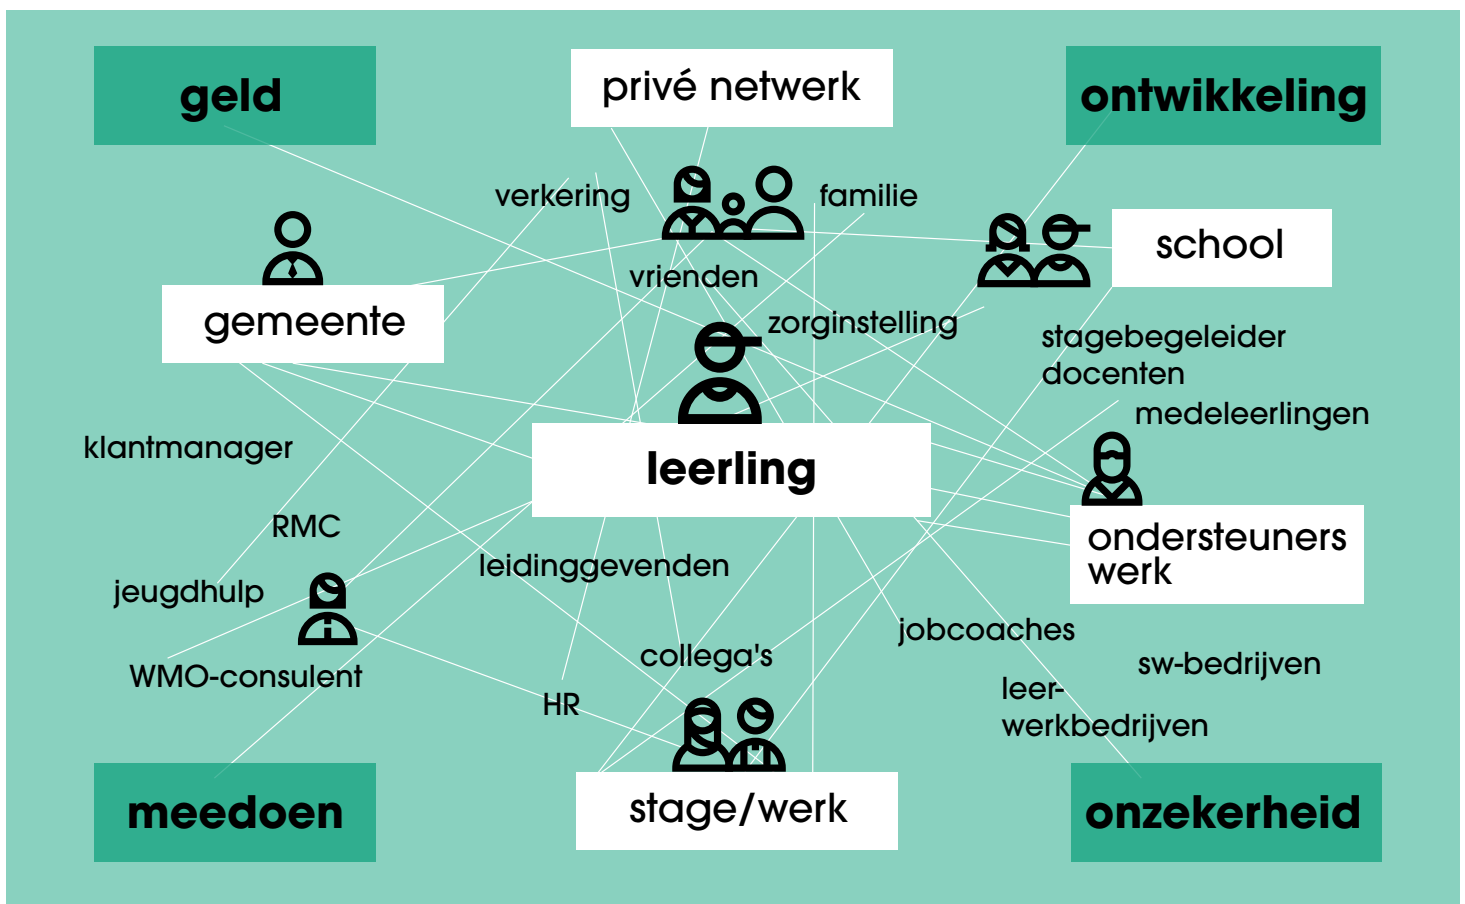 geld
privé netwerk
ontwikkeling
verkering
familie
school
vrienden
gemeente
zorginstelling
stagebegeleider
docenten
medeleerlingen
klantmanager
leerling
RMC
ondersteuners
werk
leidinggevenden
jeugdhulp
jobcoaches
collega's
sw-bedrijven
WMO-consulent
HR
leer-
werkbedrijven
meedoen
stage/werk
onzekerheid